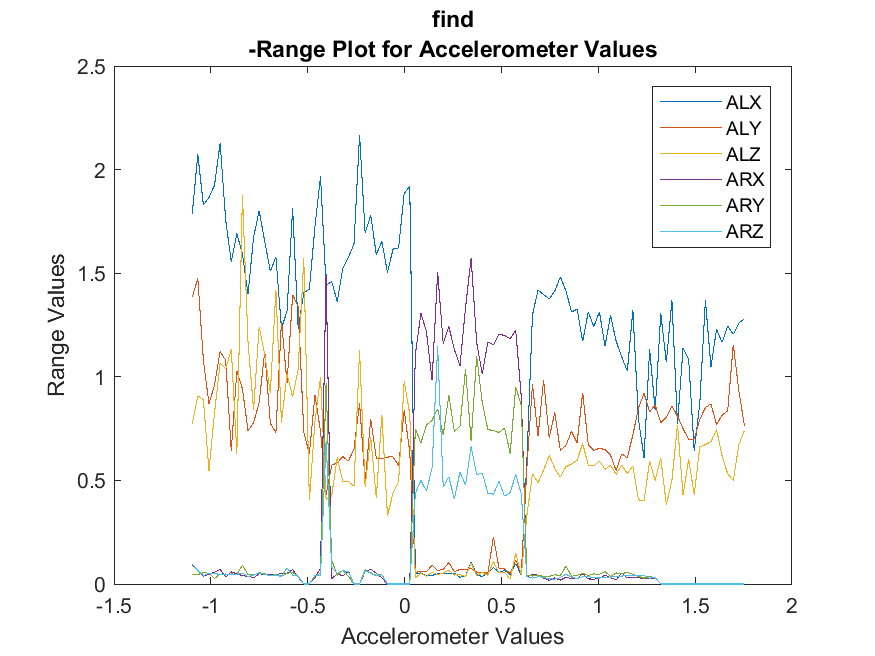 find
-Range Plot for Accelerometer Values
2.5
2
1.5
1
0.5
0
-1.5
-1
-0.5
0
0.5
1
1.5
2
Range Values
Accelerometer Values
ALX
ALY
ALZ
ARX
ARY
ARZ